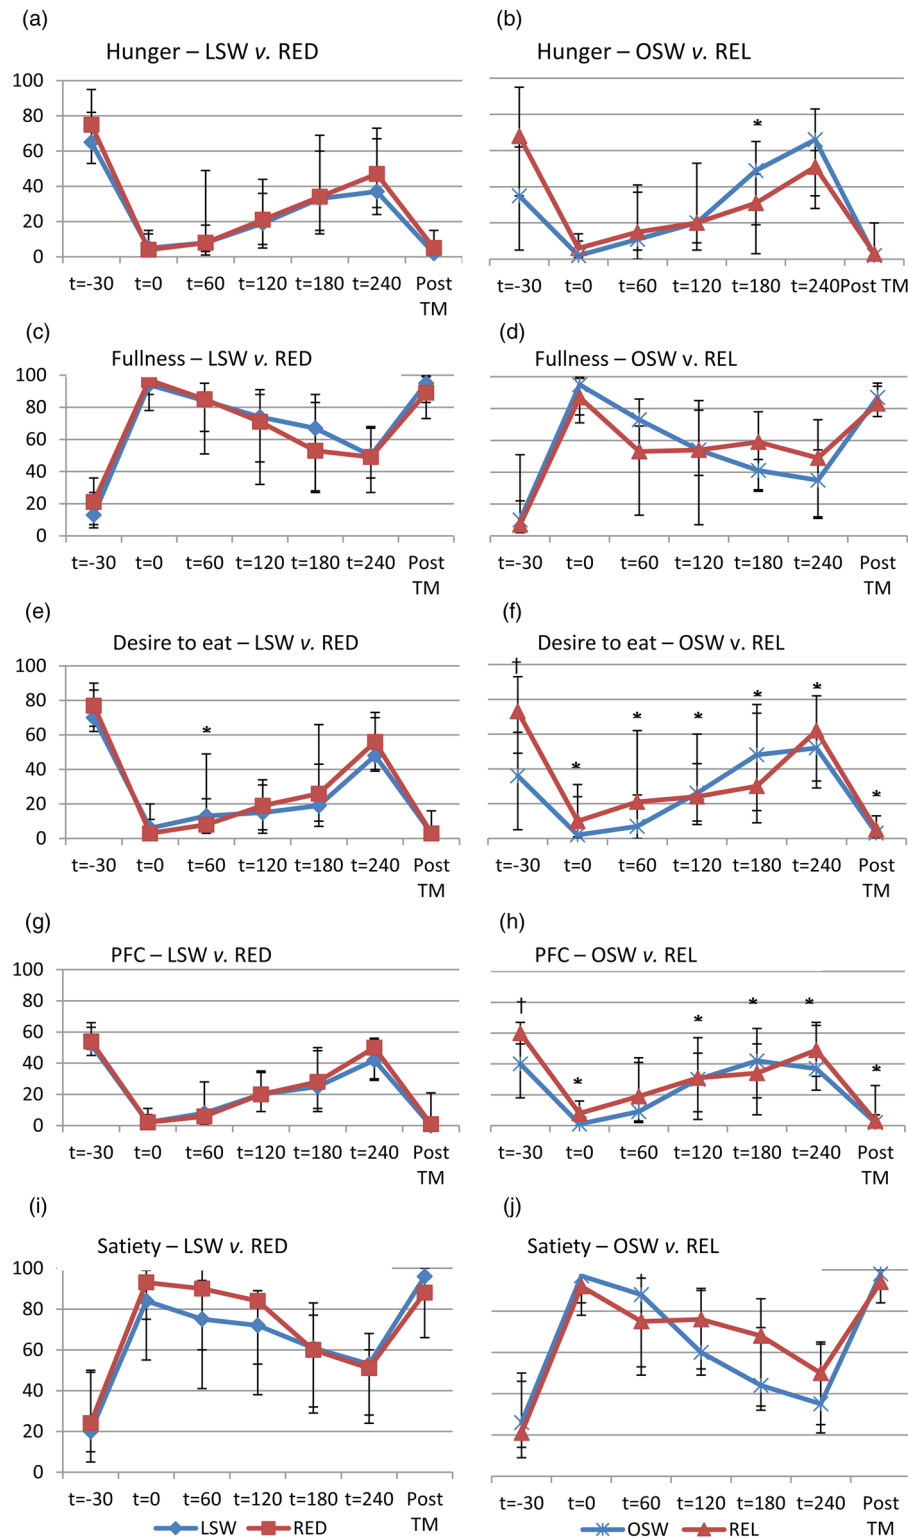 (a)
Hunger – LSW v. RED
100
80
60
40
20
0
t=-30 t=0 t=60 t=120 t=180 t=240 Post
TM
(b)
Hunger – OSW v. REL
*
t=-30 t=0 t=60 t=120 t=180 t=240 Post TM
(c)
Fullness – LSW v. RED
100
80
60
40
20
0
t=-30 t=0 t=60 t=120 t=180 t=240 Post
TM
(d)
Fullness – OSW v. REL
t=-30 t=0 t=60 t=120 t=180 t=240 Post
TM
(e)
Desire to eat – LSW v. RED
100
80
60
40
20
0
*
t=-30 t=0 t=60 t=120 t=180 t=240 Post
TM
(f)
Desire to eat – OSW v. REL
† * * * * * *
t=-30 t=0 t=60 t=120 t=180 t=240 Post
TM
(g)
PFC – LSW v. RED
100
80
60
40
20
0
t=-30 t=0 t=60 t=120 t=180 t=240 Post
TM
(h)
PFC – OSW v. REL
† * * * * *
t=-30 t=0 t=60 t=120 t=180 t=240 Post
TM
(i)
Satiety – LSW v. RED
100
80
60
40
20
0
t=-30 t=0 t=60 t=120 t=180 t=240 Post
TM
LSW RED
(j)
Satiety – OSW v. REL
t=-30 t=0 t=60 t=120 t=180 t=240 Post
TM
OSW REL